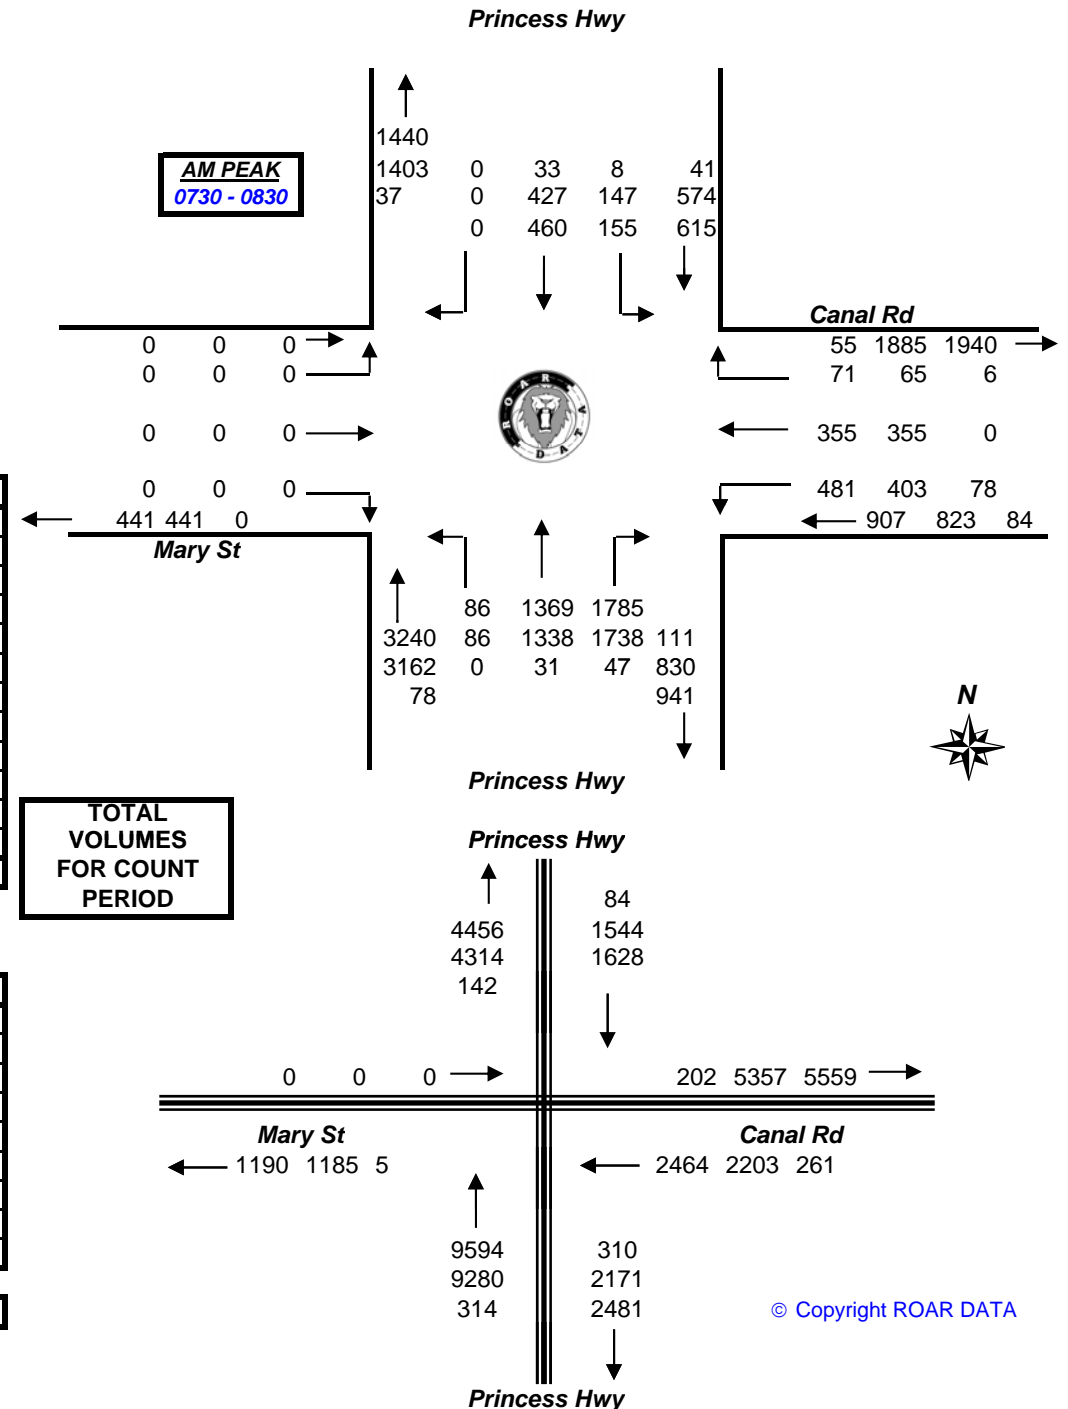 Princess Hwy
AM PEAK
0730 - 0830
1440
1403 0 33 8 41
37 0 427 147 574
0 460 155 615
Canal Rd
0 0 0 55 1885 1940
0 0 0 71 65 6
0 0 0 355 355 0
0 0 0 481 403 78
441 441 0 907 823 84
Mary St
ROAR DATA
86 1369 1785
3240 86 1338 1738 111
3162 0 31 47 830
78 941
N
Princess Hwy
TOTAL
VOLUMES
FOR COUNT
PERIOD
Princess Hwy
84
4456 1544
4314 1628
142
0 0 0 202 5357 5559
Mary St Canal Rd
1190 1185 5 2464 2203 261
9594 310
9280 2171
314 2481
© Copyright ROAR DATA
Princess Hwy